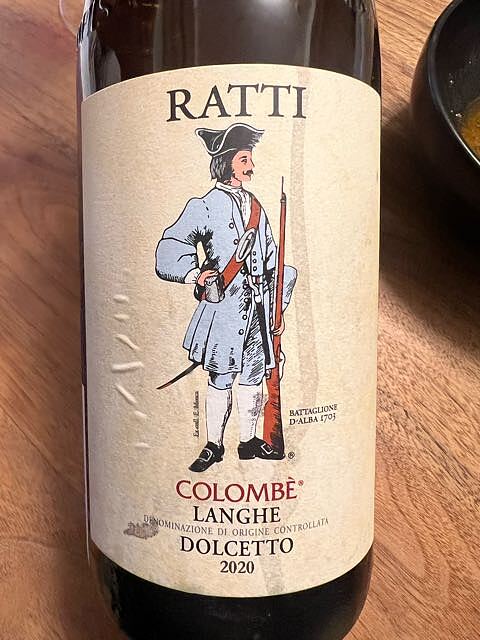 RATTI
BATTAGLIONE
D'ALBA 1703
®
COLOMBÈ®
LANGHE
DENOMINAZIONE DI ORIGINE CONTROLLATA
DOLCETTO
2020